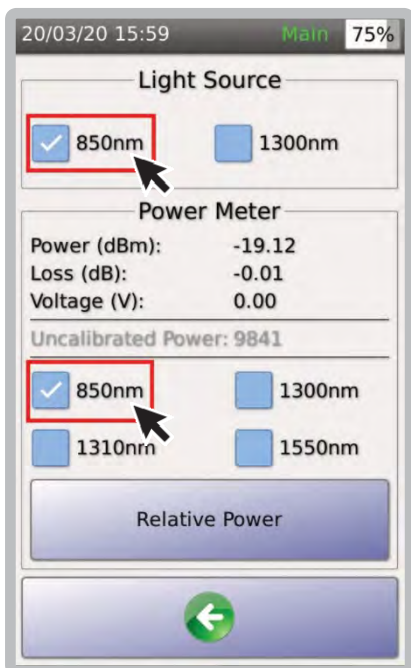 20/03/20 15:59 Main 75%
Light Source
850nm 1300nm
Power Meter
Power (dBm): -19.12
Loss (dB): -0.01
Voltage (V): 0.00
Uncalibrated Power: 9841
850nm 1300nm
1310nm 1550nm
Relative Power